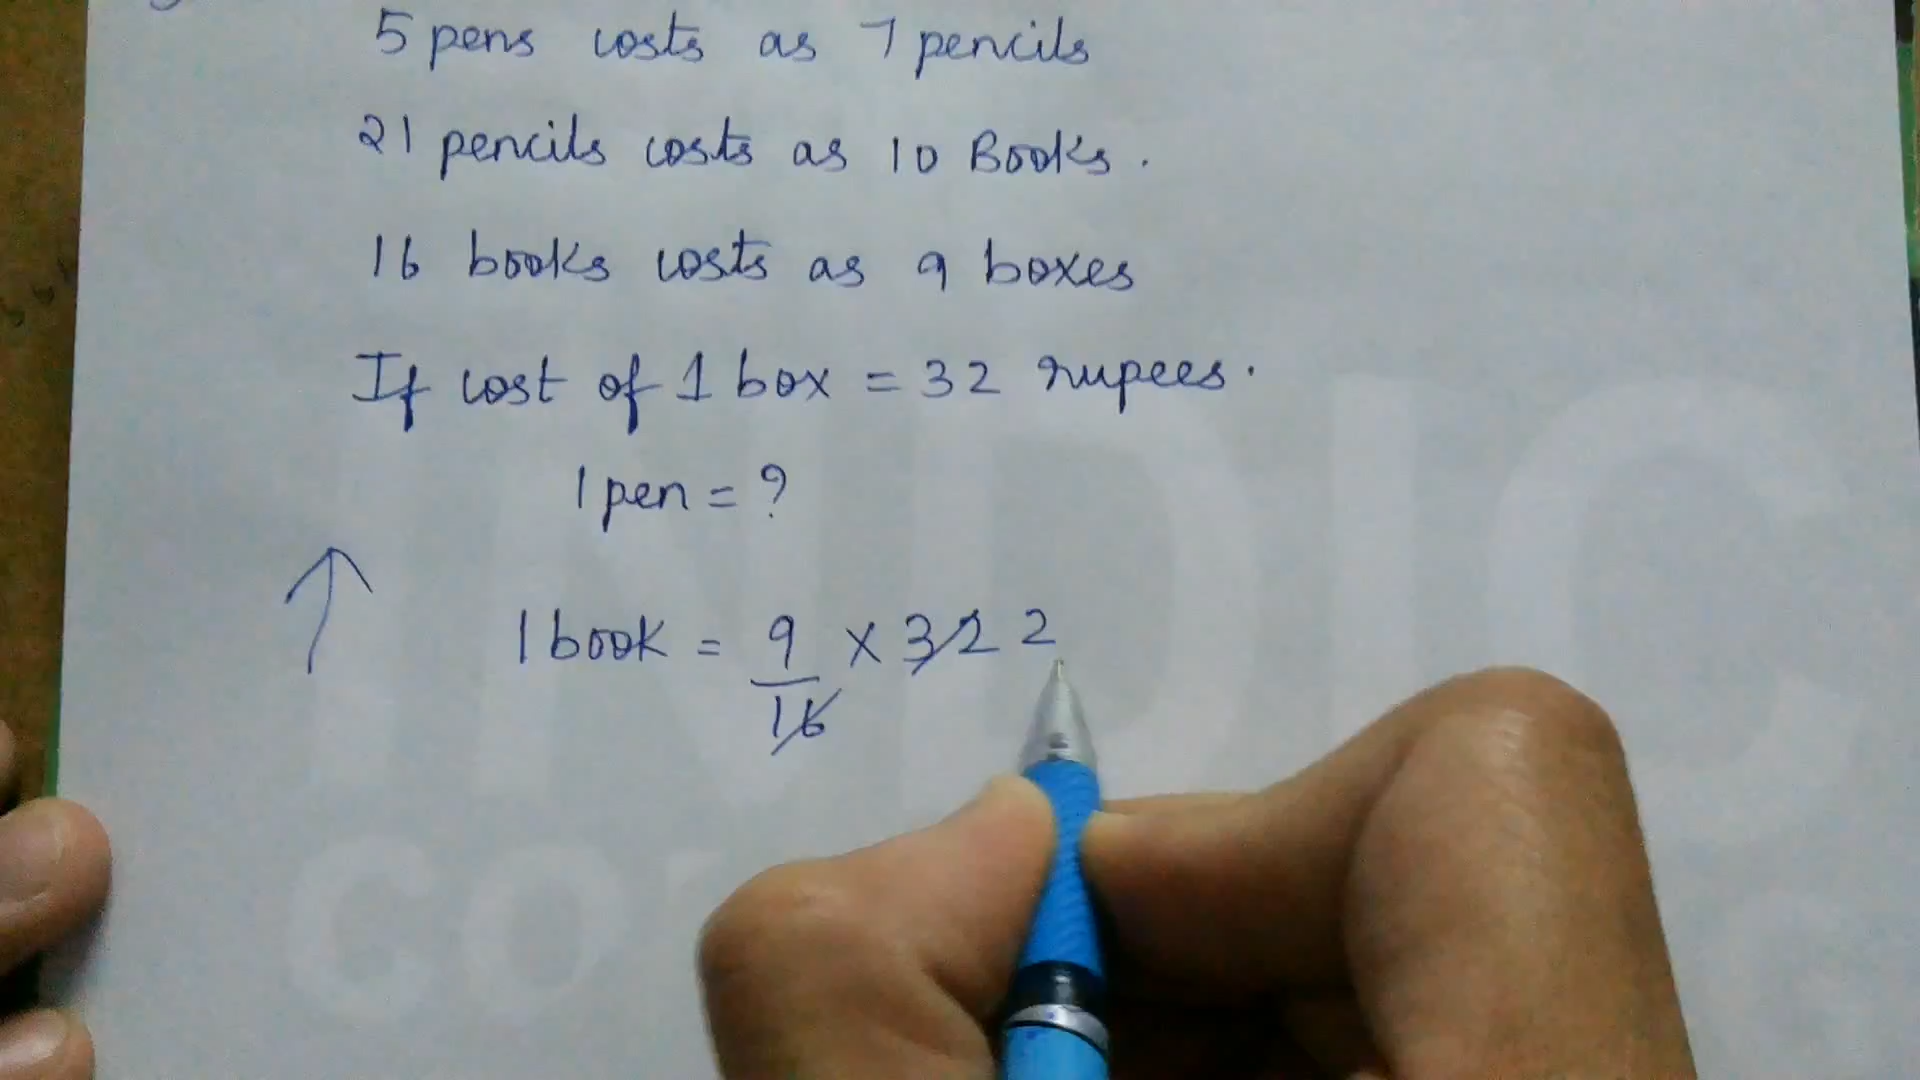 5 pens costs as 7 pencils
21 pencils costs as 10 Books.
16 books costs as 9 boxes
If cost of 1 box = 32 rupees.
1 pen = ?
1 book = 9/16 x 32 2
INDIC